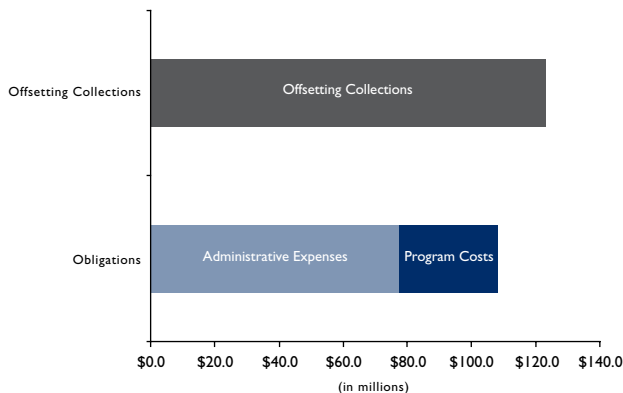 Offsetting Collections
Offsetting Collections
Obligations
Administrative Expenses
Program Costs
$0.0 $20.0 $40.0 $60.0 $80.0 $100.0 $120.0 $140.0
(in millions)